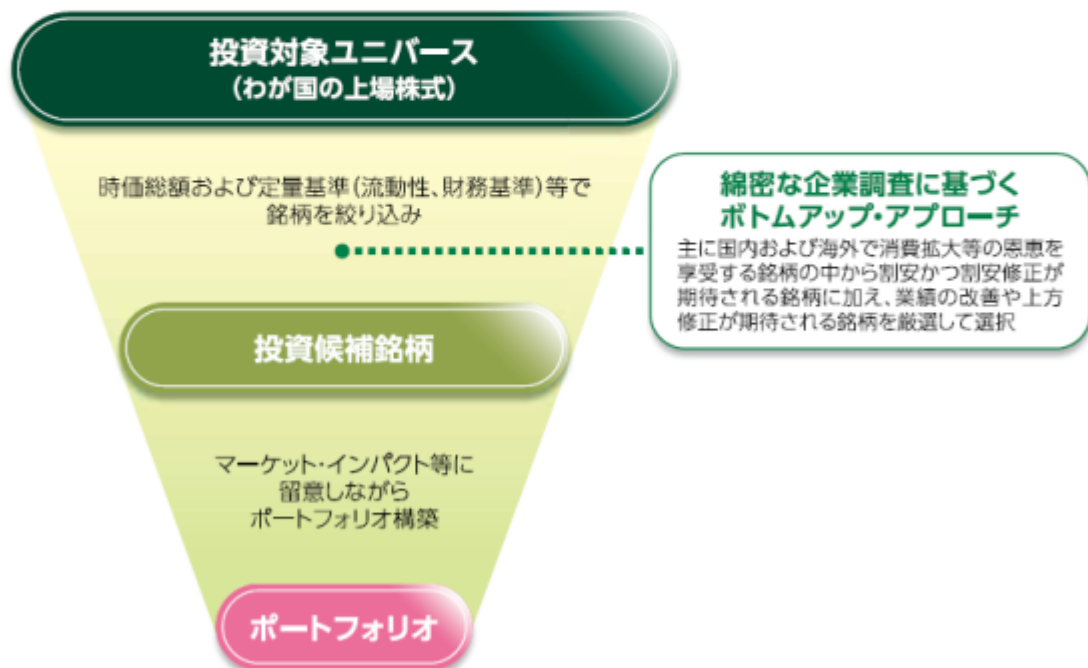 投資対象ユニバース
（わが国の上場株式）
時価総額および定量基準（流動性、財務基準）等で
銘柄を絞り込み
綿密な企業調査に基づく
ボトムアップ・アプローチ
主に国内および海外で消費拡大等の恩恵を
享受する銘柄の中から割安かつ割安修正が
期待される銘柄に加え、業績の改善や上方
修正が期待される銘柄を厳選して選択
投資候補銘柄
マーケット・インパクト等に
留意しながら
ポートフォリオ構築
ポートフォリオ